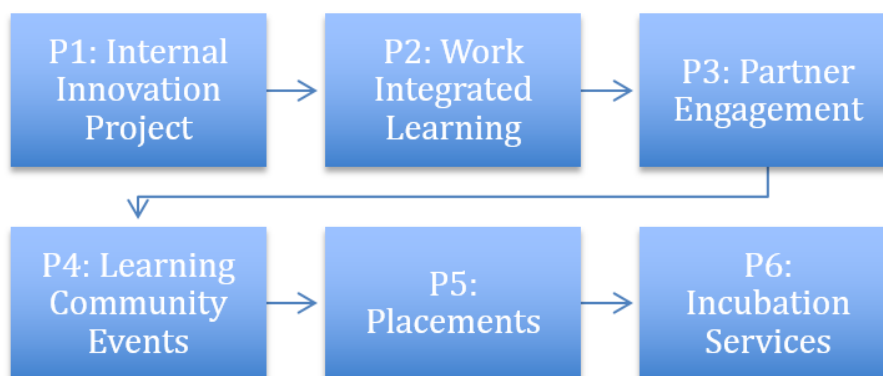 P1: Internal
Innovation
Project
P2: Work
Integrated
Learning
P3: Partner
Engagement
P4: Learning
Community
Events
P5:
Placements
P6:
Incubation
Services